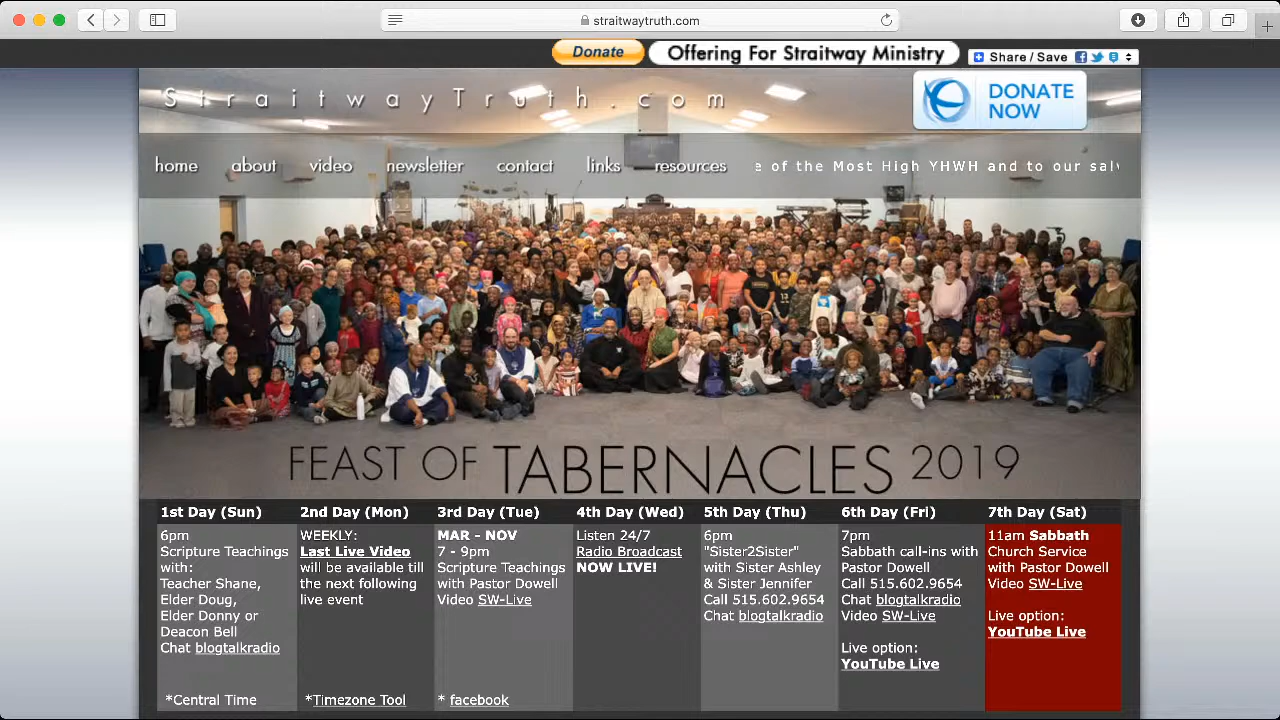 straitwaytruth.com
Donate
Offering For Straitway Ministry
Share / Save
StraitwayTruth.com
DONATE
NOW
home about video newsletter contact links resources
e of the Most High YHWH and to our
FEAST OF TABERNACLES 2019
1st Day (Sun)
6pm
Scripture Teachings
with:
Teacher Shane,
Elder Doug,
Elder Donny or
Deacon Bell
Chat blogtalkradio
*Central Time
2nd Day (Mon)
WEEKLY:
Last Live Video
will be available till
the next following
live event
*Timezone Tool
3rd Day (Tue)
MAR - NOV
7 - 9pm
Scripture Teachings
with Pastor Dowell
Video SW-Live
* facebook
4th Day (Wed)
Listen 24/7
Radio Broadcast
NOW LIVE!
5th Day (Thu)
6pm
"Sister2Sister"
with Sister Ashley
& Sister Jennifer
Call 515.602.9654
Chat blogtalkradio
6th Day (Fri)
7pm
Sabbath call-ins with
Pastor Dowell
Call 515.602.9654
Chat blogtalkradio
Video SW-Live
Live option:
YouTube Live
7th Day (Sat)
11am Sabbath
Church Service
with Pastor Dowell
Video SW-Live
Live option:
YouTube Live